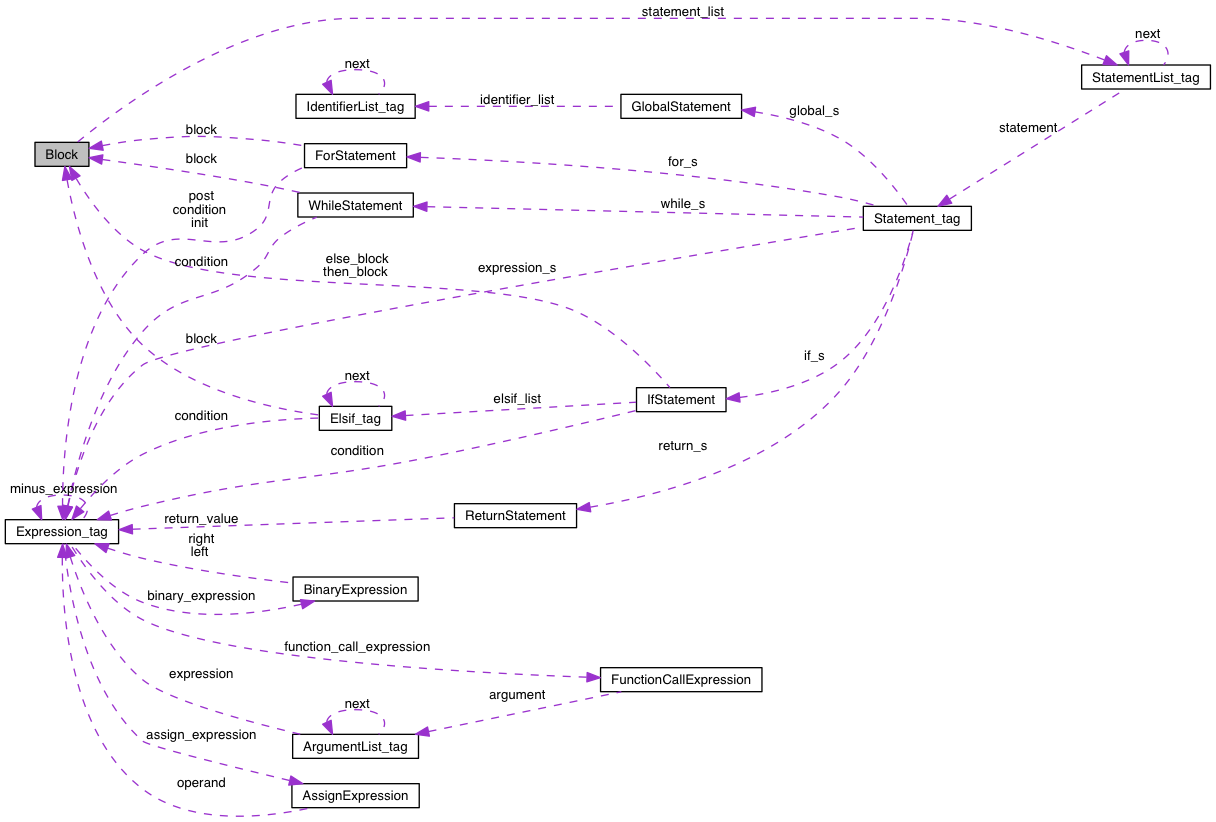 statement_list
next
StatementList_tag
next
IdentifierList_tag
identifier_list
GlobalStatement
global_s
statement
block
Block
ForStatement
block
for_s
post
condition
init
WhileStatement
while_s
Statement_tag
condition
else_block
then_block
expression_s
block
if_s
next
condition
Elsif_tag
elsif_list
IfStatement
condition
return_s
minus_expression
Expression_tag
return_value
ReturnStatement
right
left
binary_expression
BinaryExpression
function_call_expression
expression
FunctionCallExpression
argument
next
assign_expression
ArgumentList_tag
operand
AssignExpression